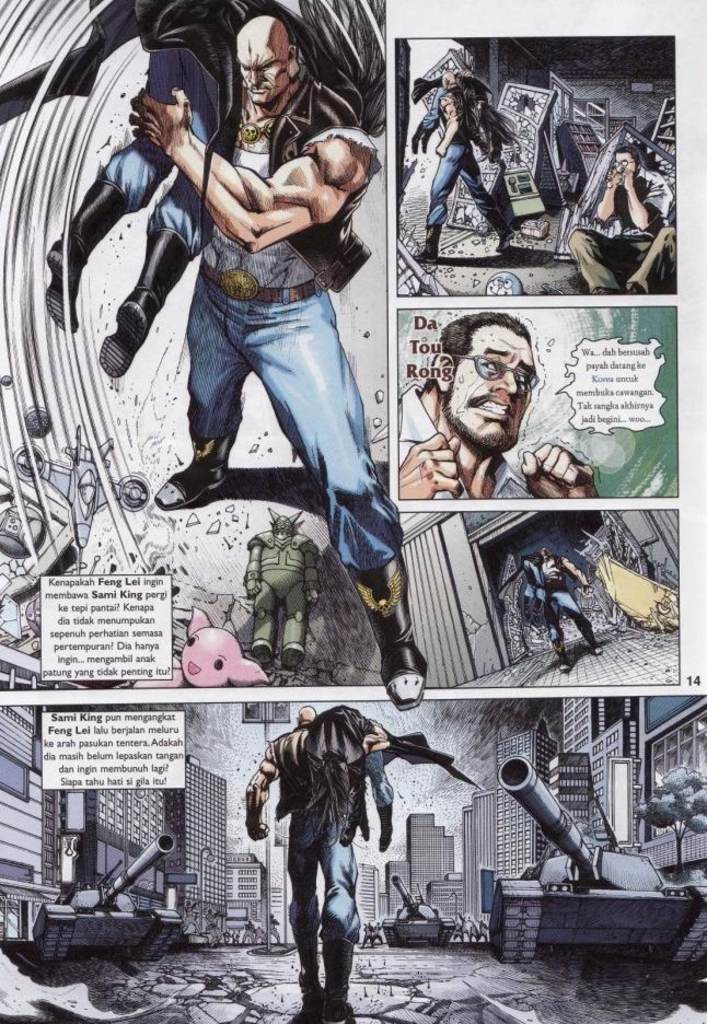 Kenapakah Feng Lei ingin
membawa Sami King pergi
ke tepi pantai? Kenapa
dia tidak menumpukan
sepenuh perhatian semasa
pertempuran? Dia hanya
ingin... mengambil anak
patung yang tidak penting itu?
Da
Tou
Rong
Wa... dah bersusah
payah datang ke
Korea untuk
membuka cawangan.
Tak sangka akhirnya
jadi begini... woo...
14
Sami King pun mengangkat
Feng Lei lalu berjalan meluru
ke arah pasukan tentera. Adakah
dia masih belum lepaskan tangan
dan ingin membunuh lagi?
Siapa tahu hati si gila itu!